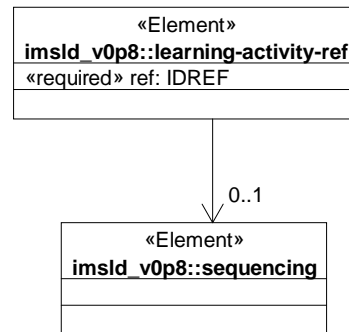 «Element»
imsld_v0p8::learning-activity-ref
«required» ref: IDREF
0..1
«Element»
imsld_v0p8::sequencing